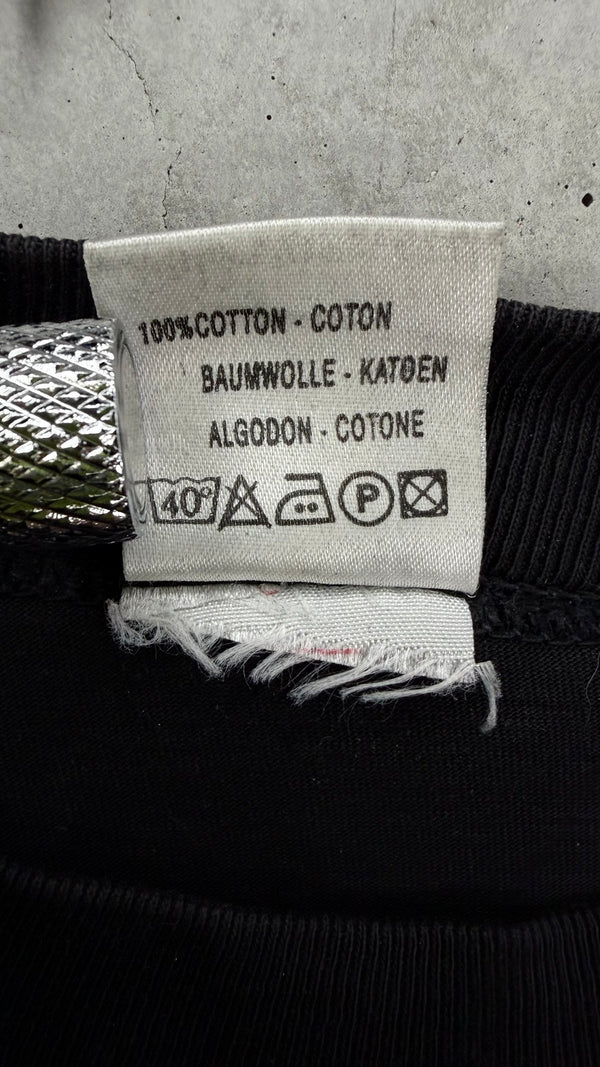 100% COTTON - COTON
BAUMWOLLE - KATOEN
ALGODON - COTONE
40° P